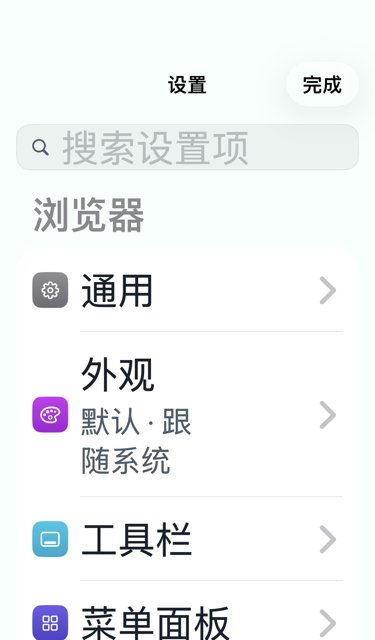 设置
完成
搜索设置项
浏览器
通用
外观
默认 · 跟
随系统
工具栏
菜单面板